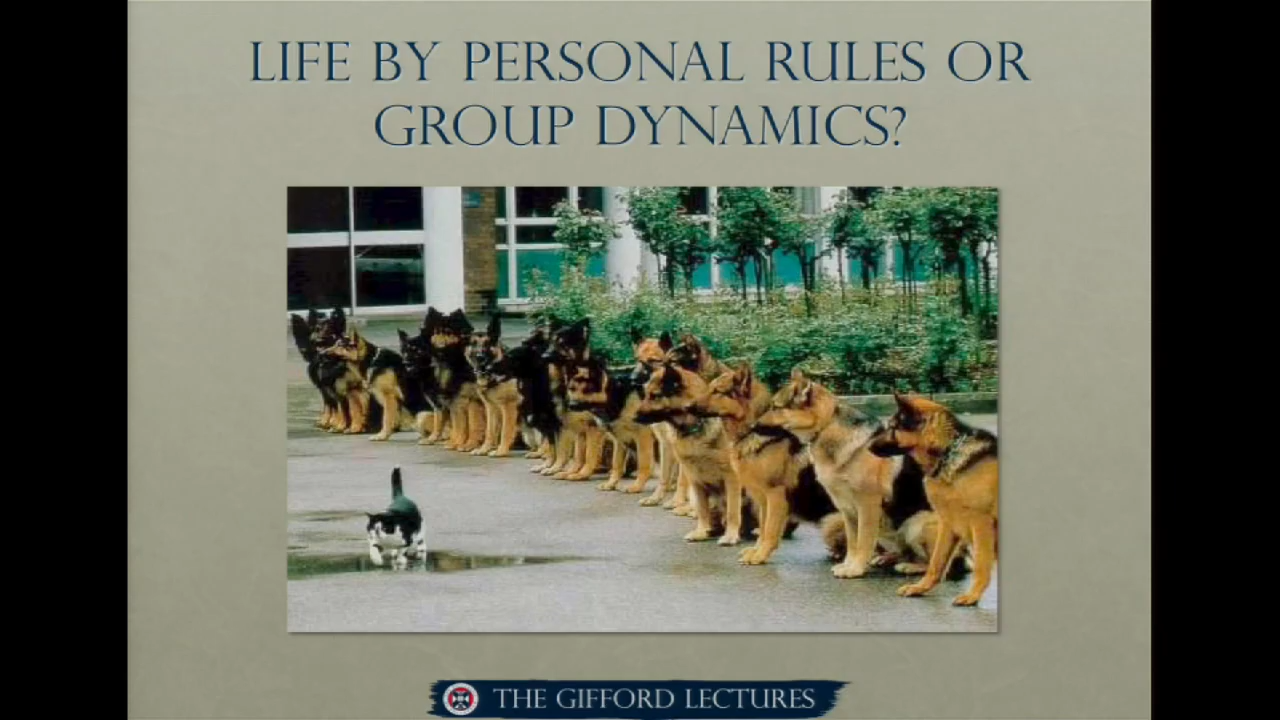 LIFE BY PERSONAL RULES OR
GROUP DYNAMICS?
THE GIFFORD LECTURES